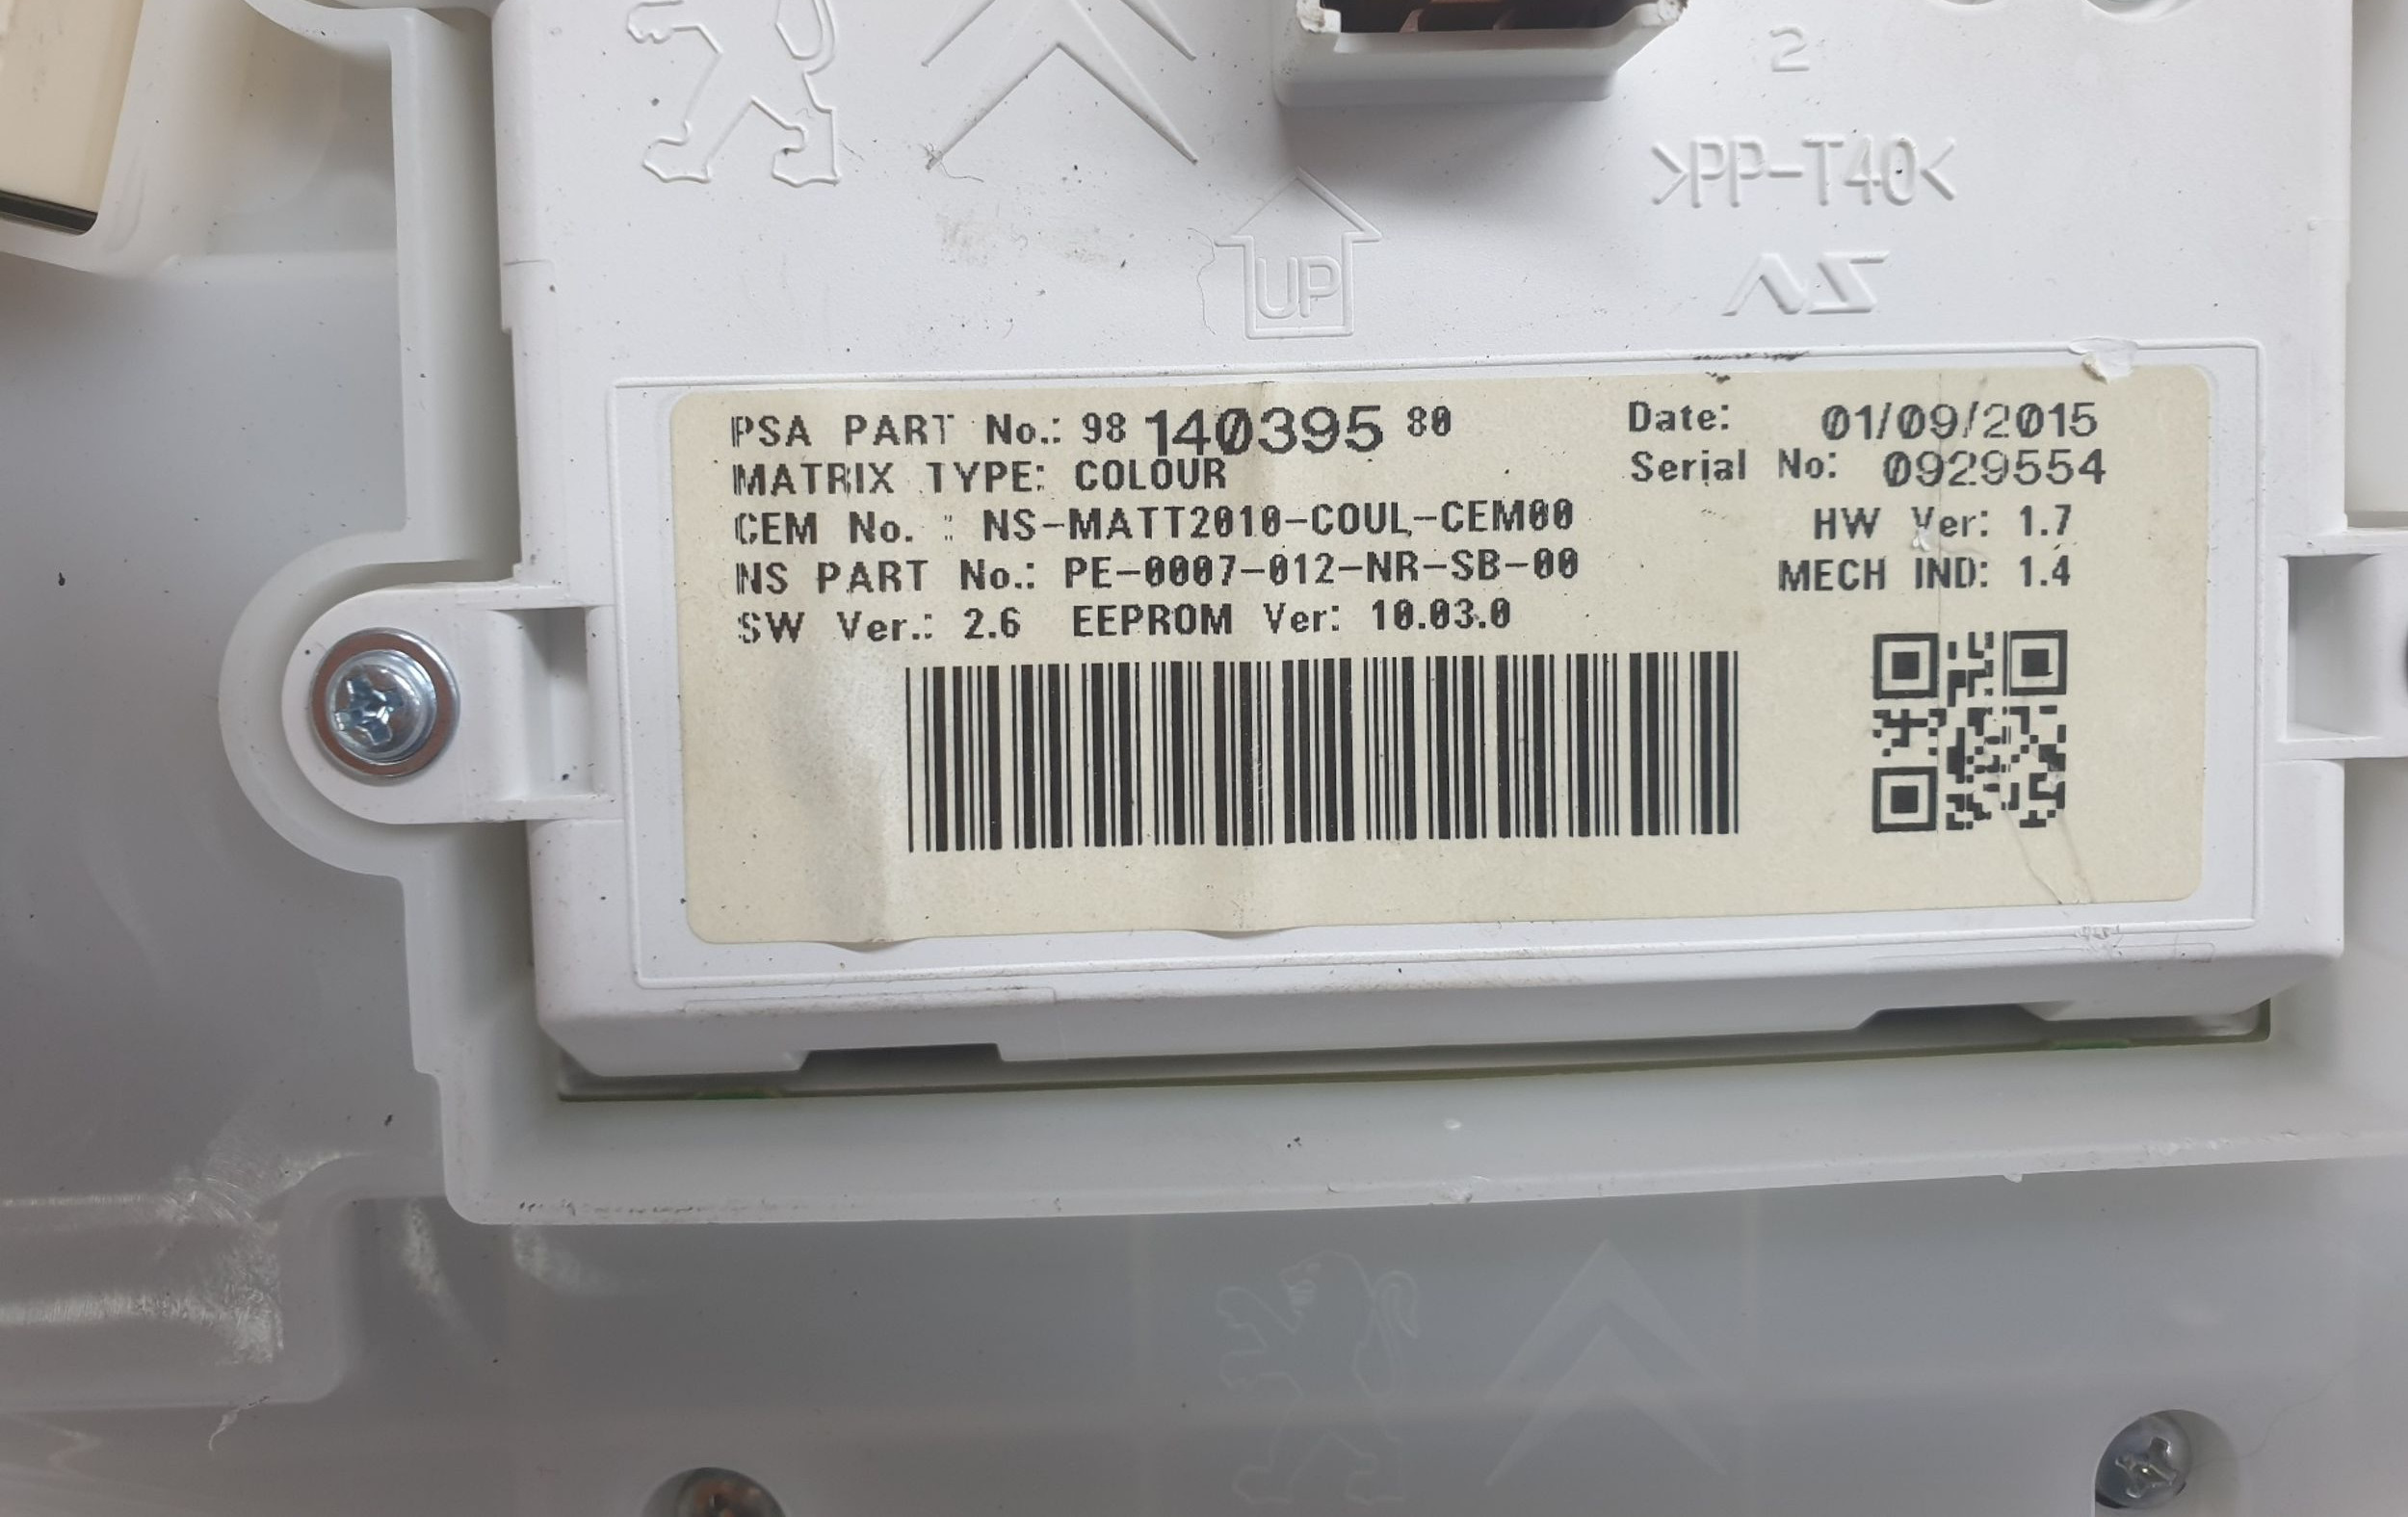 2
>PP-T40<
NS
UP
PSA PART No.: 98 140395 80
MATRIX TYPE: COLOUR
CEM No. : NS-MATT2010-COUL-CEM00
NS PART No.: PE-0007-012-NR-SB-00
SW Ver.: 2.6 EEPROM Ver: 10.03.0
Date: 01/09/2015
Serial No: 0929554
HW Ver: 1.7
MECH IND: 1.4